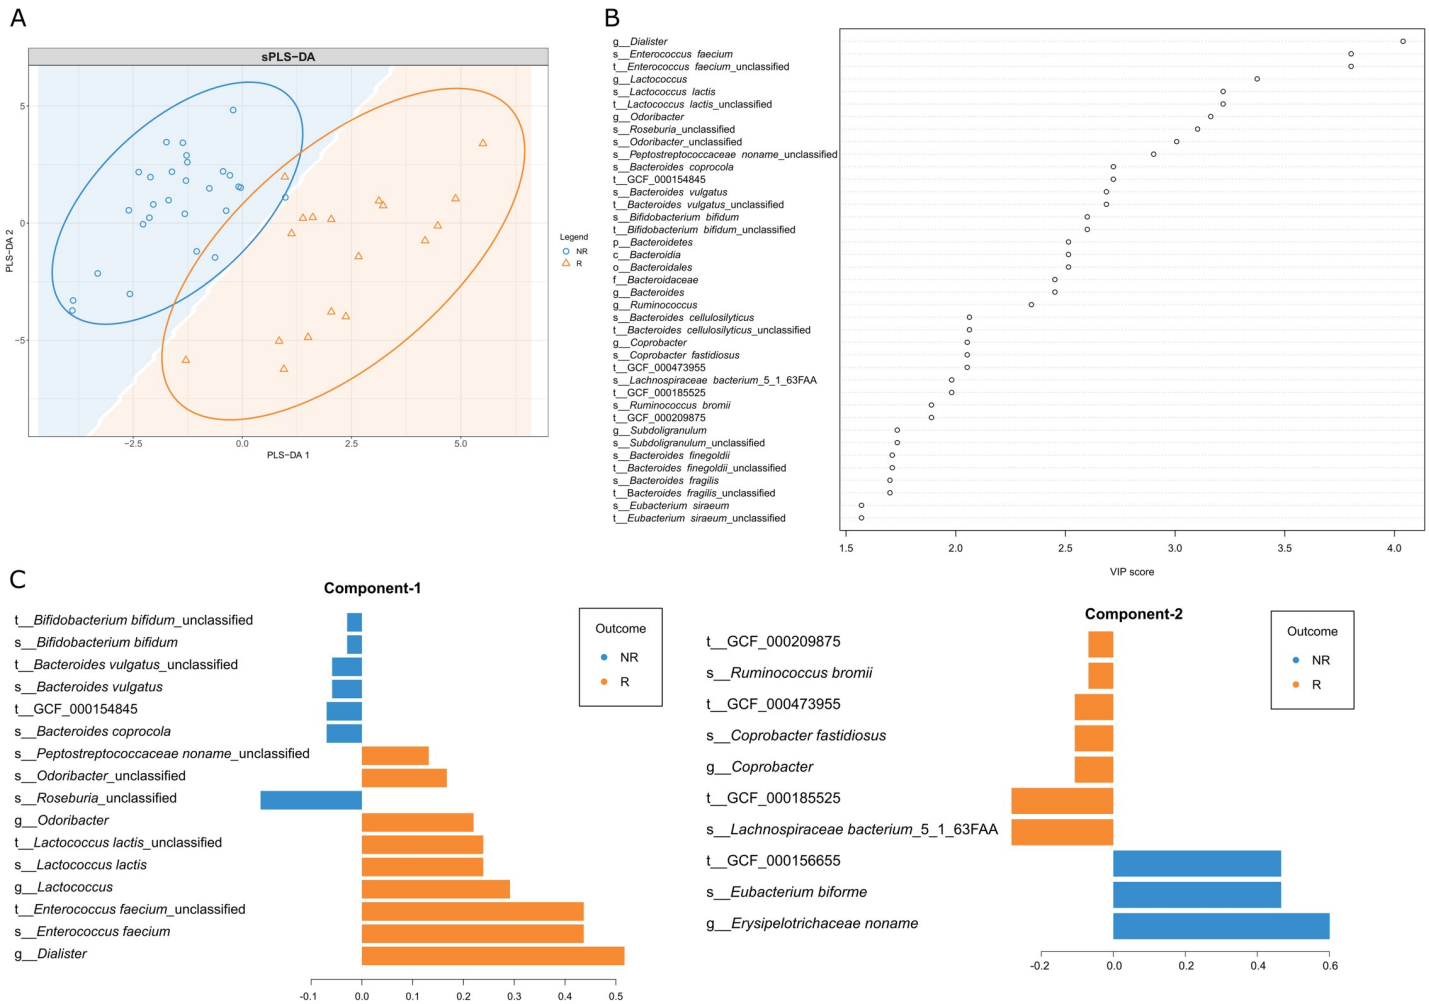 A
sPLS−DA
5
0
−5
−2.5
0.0
2.5
5.0
PLS−DA 1
PLS−DA 2
Legend
NR
R
B
g__Dialister
s__Enterococcus faecium
t__Enterococcus faecium_unclassified
g__Lactococcus
s__Lactococcus lactis
t__Lactococcus lactis_unclassified
g__Odoribacter
s__Roseburia_unclassified
s__Odoribacter_unclassified
s__Peptostreptococcaceae noname_unclassified
s__Bacteroides coprocola
t__GCF_000154845
s__Bacteroides vulgatus
t__Bacteroides vulgatus_unclassified
s__Bifidobacterium bifidum
t__Bifidobacterium bifidum_unclassified
p__Bacteroidetes
c__Bacteroidia
o__Bacteroidales
f__Bacteroidaceae
g__Bacteroides
g__Ruminococcus
s__Bacteroides cellulosilyticus
t__Bacteroides cellulosilyticus_unclassified
g__Coprobacter
s__Coprobacter fastidiosus
t__GCF_000473955
s__Lachnospiraceae bacterium_5_1_63FAA
t__GCF_000185525
s__Ruminococcus bromii
t__GCF_000209875
g__Subdoligranulum
s__Subdoligranulum_unclassified
s__Bacteroides finegoldii
t__Bacteroides finegoldii_unclassified
s__Bacteroides fragilis
t__Bacteroides fragilis_unclassified
s__Eubacterium siraeum
t__Eubacterium siraeum_unclassified
1.5
2.0
2.5
3.0
3.5
4.0
VIP score
C
Component-1
t__Bifidobacterium bifidum_unclassified
s__Bifidobacterium bifidum
t__Bacteroides vulgatus_unclassified
s__Bacteroides vulgatus
t__GCF_000154845
s__Bacteroides coprocola
s__Peptostreptococcaceae noname_unclassified
s__Odoribacter_unclassified
s__Roseburia_unclassified
g__Odoribacter
t__Lactococcus lactis_unclassified
s__Lactococcus lactis
g__Lactococcus
t__Enterococcus faecium_unclassified
s__Enterococcus faecium
g__Dialister
-0.1
0.0
0.1
0.2
0.3
0.4
0.5
Outcome
NR
R
Component-2
t__GCF_000209875
s__Ruminococcus bromii
t__GCF_000473955
s__Coprobacter fastidiosus
g__Coprobacter
t__GCF_000185525
s__Lachnospiraceae bacterium_5_1_63FAA
t__GCF_000156655
s__Eubacterium biforme
g__Erysipelotrichaceae noname
-0.2
0.0
0.2
0.4
0.6
Outcome
NR
R